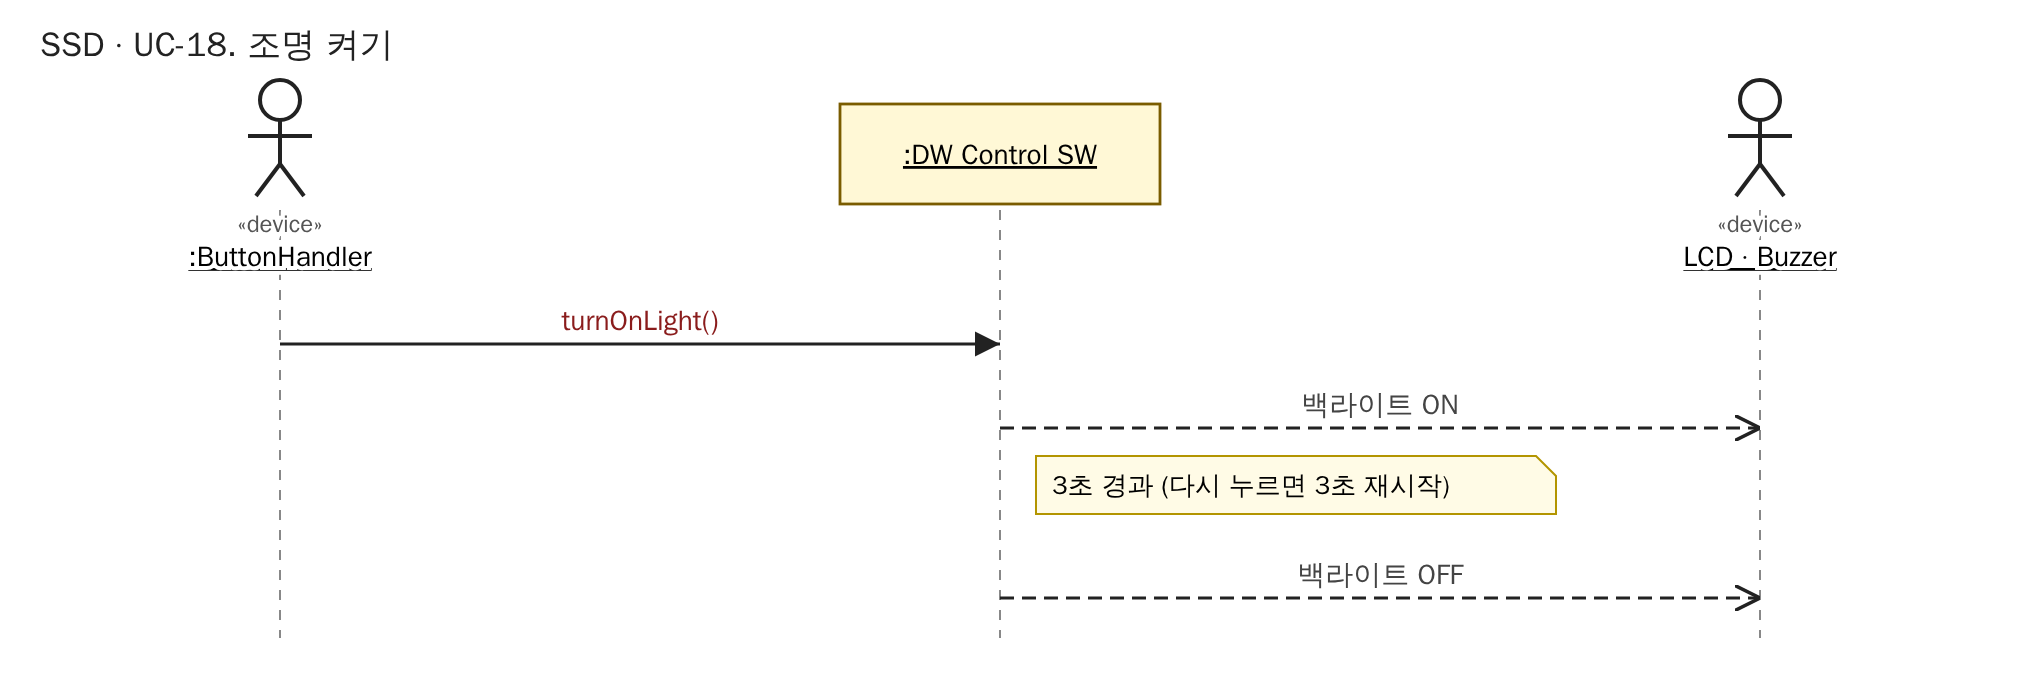 SSD · UC-18. 조명 켜기
:DW Control SW
«device»
:ButtonHandler
«device»
LCD · Buzzer
turnOnLight()
백라이트 ON
3초 경과 (다시 누르면 3초 재시작)
백라이트 OFF